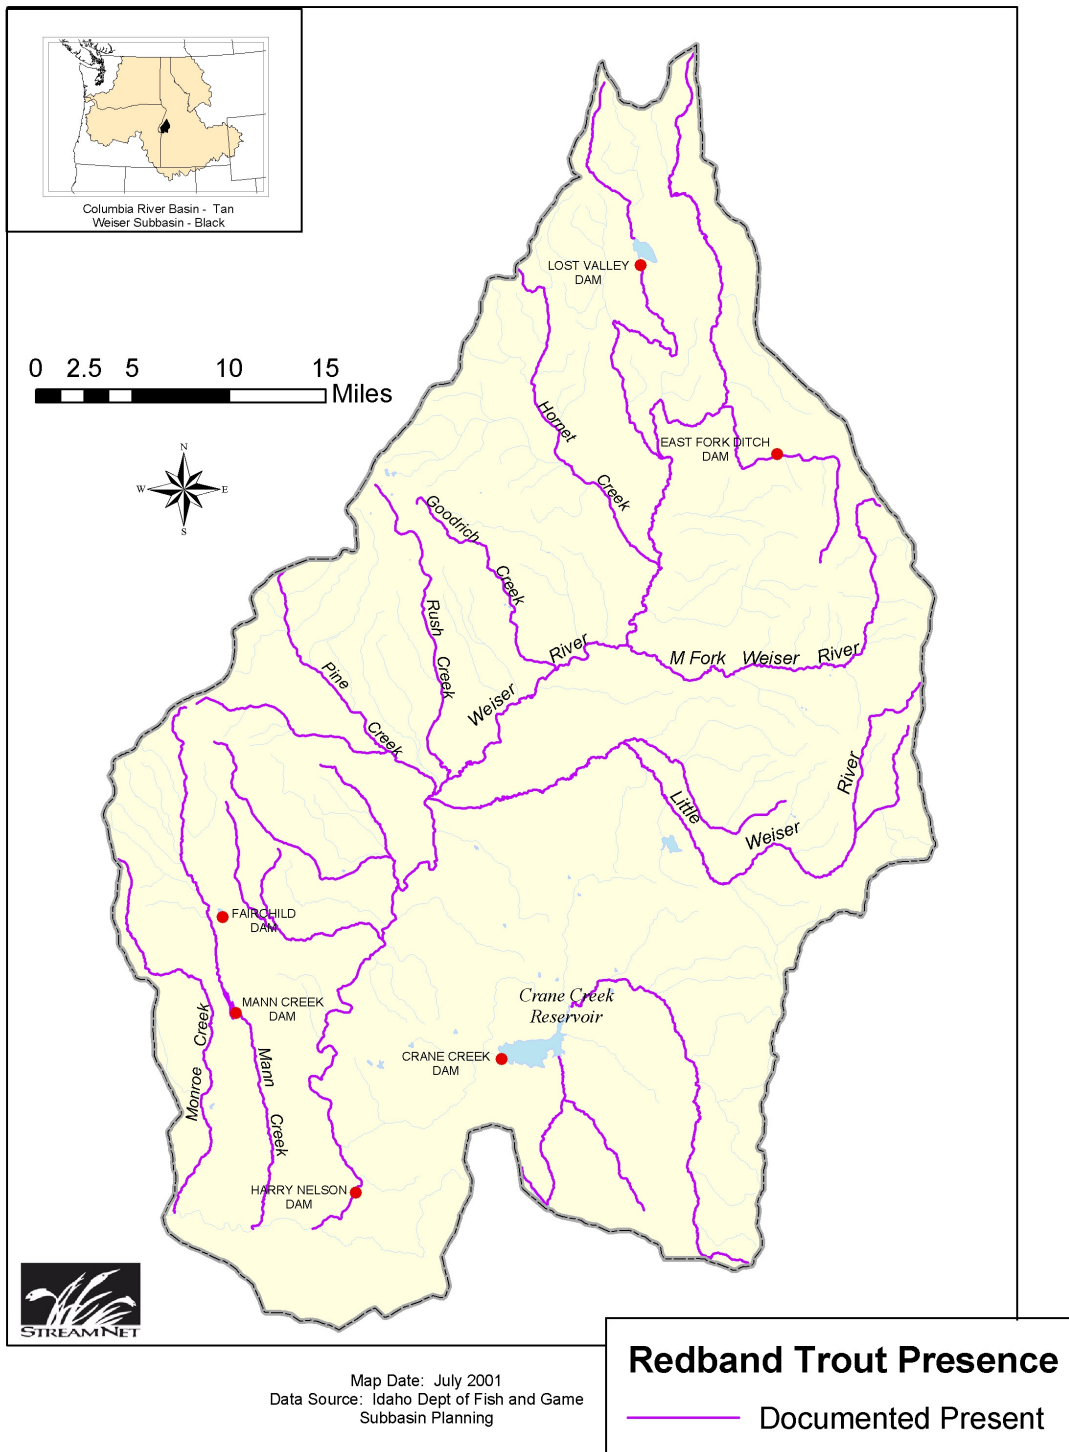 Columbia River Basin - Tan
Weiser Subbasin - Black
0 2.5 5 10 15
Miles
N
W E
S
LOST VALLEY
DAM
Hornet
Creek
EAST FORK DITCH
DAM
Goodrich
Creek
Rush
Creek
Pine
Creek
Weiser
River
M Fork Weiser River
Little
Weiser
River
FAIRCHILD
DAM
MANN CREEK
DAM
Monroe
Creek
Mann
Creek
Crane Creek
Reservoir
CRANE CREEK
DAM
HARRY NELSON
DAM
STREAMNET
Map Date: July 2001
Data Source: Idaho Dept of Fish and Game
Subbasin Planning
Redband Trout Presence
Documented Present